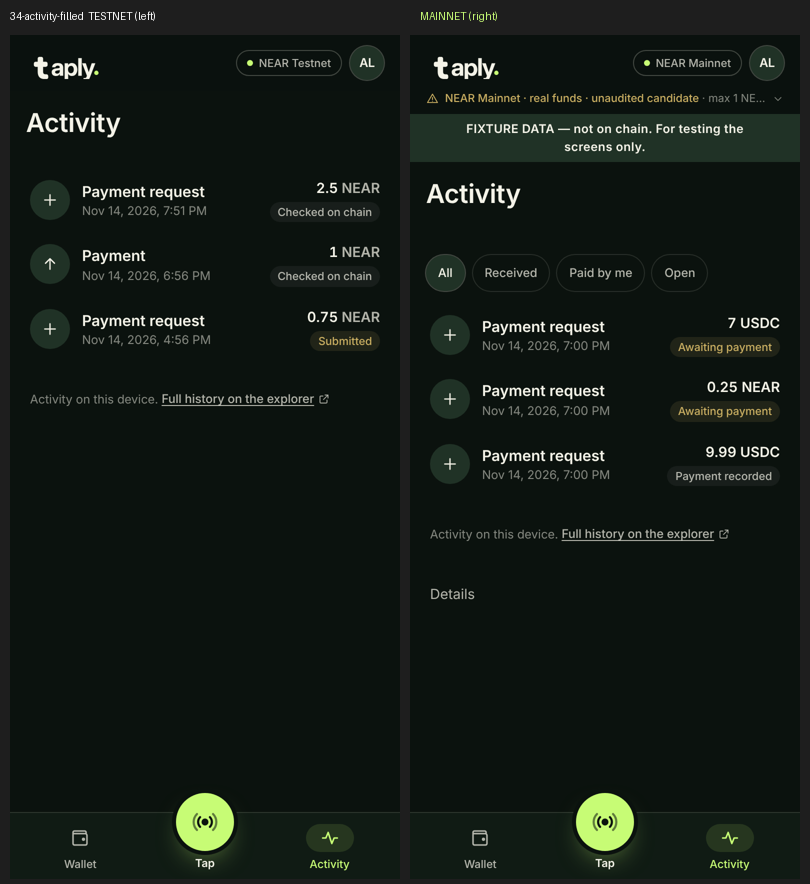 34-activity-filled TESTNET (left)
taply.
NEAR Testnet
AL
Activity
Payment request
2.5 NEAR
Nov 14, 2026, 7:51 PM
Checked on chain
Payment
1 NEAR
Nov 14, 2026, 6:56 PM
Checked on chain
Payment request
0.75 NEAR
Nov 14, 2026, 4:56 PM
Submitted
Activity on this device. Full history on the explorer
Wallet
Tap
Activity
MAINNET (right)
taply.
NEAR Mainnet
AL
NEAR Mainnet · real funds · unaudited candidate · max 1 NE...
FIXTURE DATA — not on chain. For testing the
screens only.
Activity
All
Received
Paid by me
Open
Payment request
7 USDC
Nov 14, 2026, 7:00 PM
Awaiting payment
Payment request
0.25 NEAR
Nov 14, 2026, 7:00 PM
Awaiting payment
Payment request
9.99 USDC
Nov 14, 2026, 7:00 PM
Payment recorded
Activity on this device. Full history on the explorer
Details
Wallet
Tap
Activity